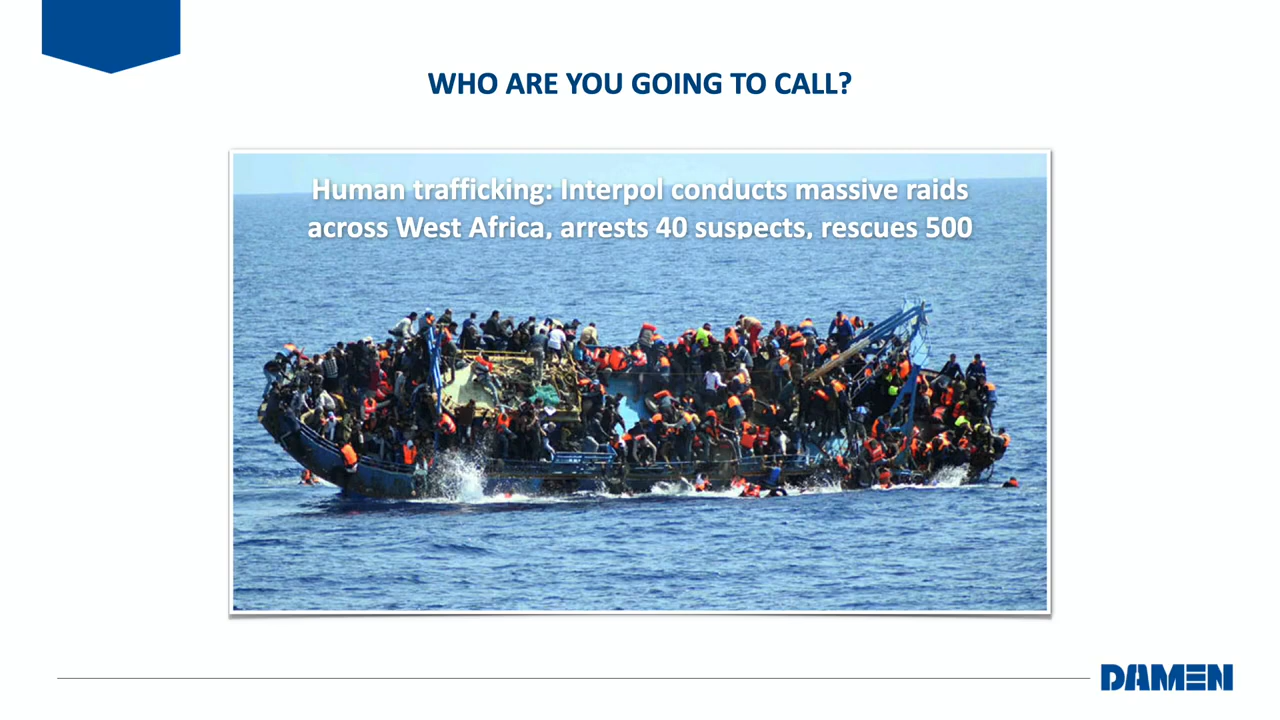 WHO ARE YOU GOING TO CALL?
Human trafficking: Interpol conducts massive raids
across West Africa, arrests 40 suspects, rescues 500
DAMEN